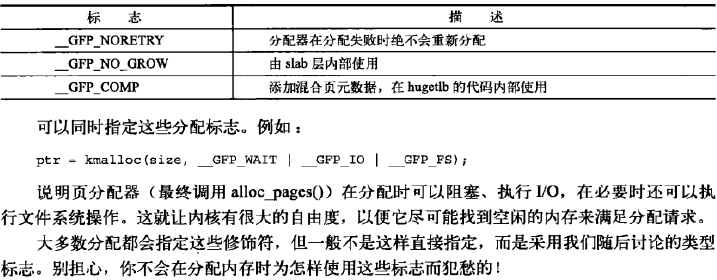 标 志 描 述
__GFP_NORETRY 分配器在分配失败时绝不会重新分配
__GFP_NO_GROW 由 slab 层内部使用
__GFP_COMP 添加混合页元数据，在 hugetlb 的代码内部使用
可以同时指定这些分配标志。例如：
ptr = kmalloc(size, __GFP_WAIT | __GFP_IO | __GFP_FS);
说明页分配器（最终调用 alloc_pages()）在分配时可以阻塞、执行 I/O，在必要时还可以执
行文件系统操作。这就让内核有很大的自由度，以便它尽可能找到空闲的内存来满足分配请求。
大多数分配都会指定这些修饰符，但一般不是这样直接指定，而是采用我们随后讨论的类型
标志。别担心，你不会在分配内存时为怎样使用这些标志而犯愁的！